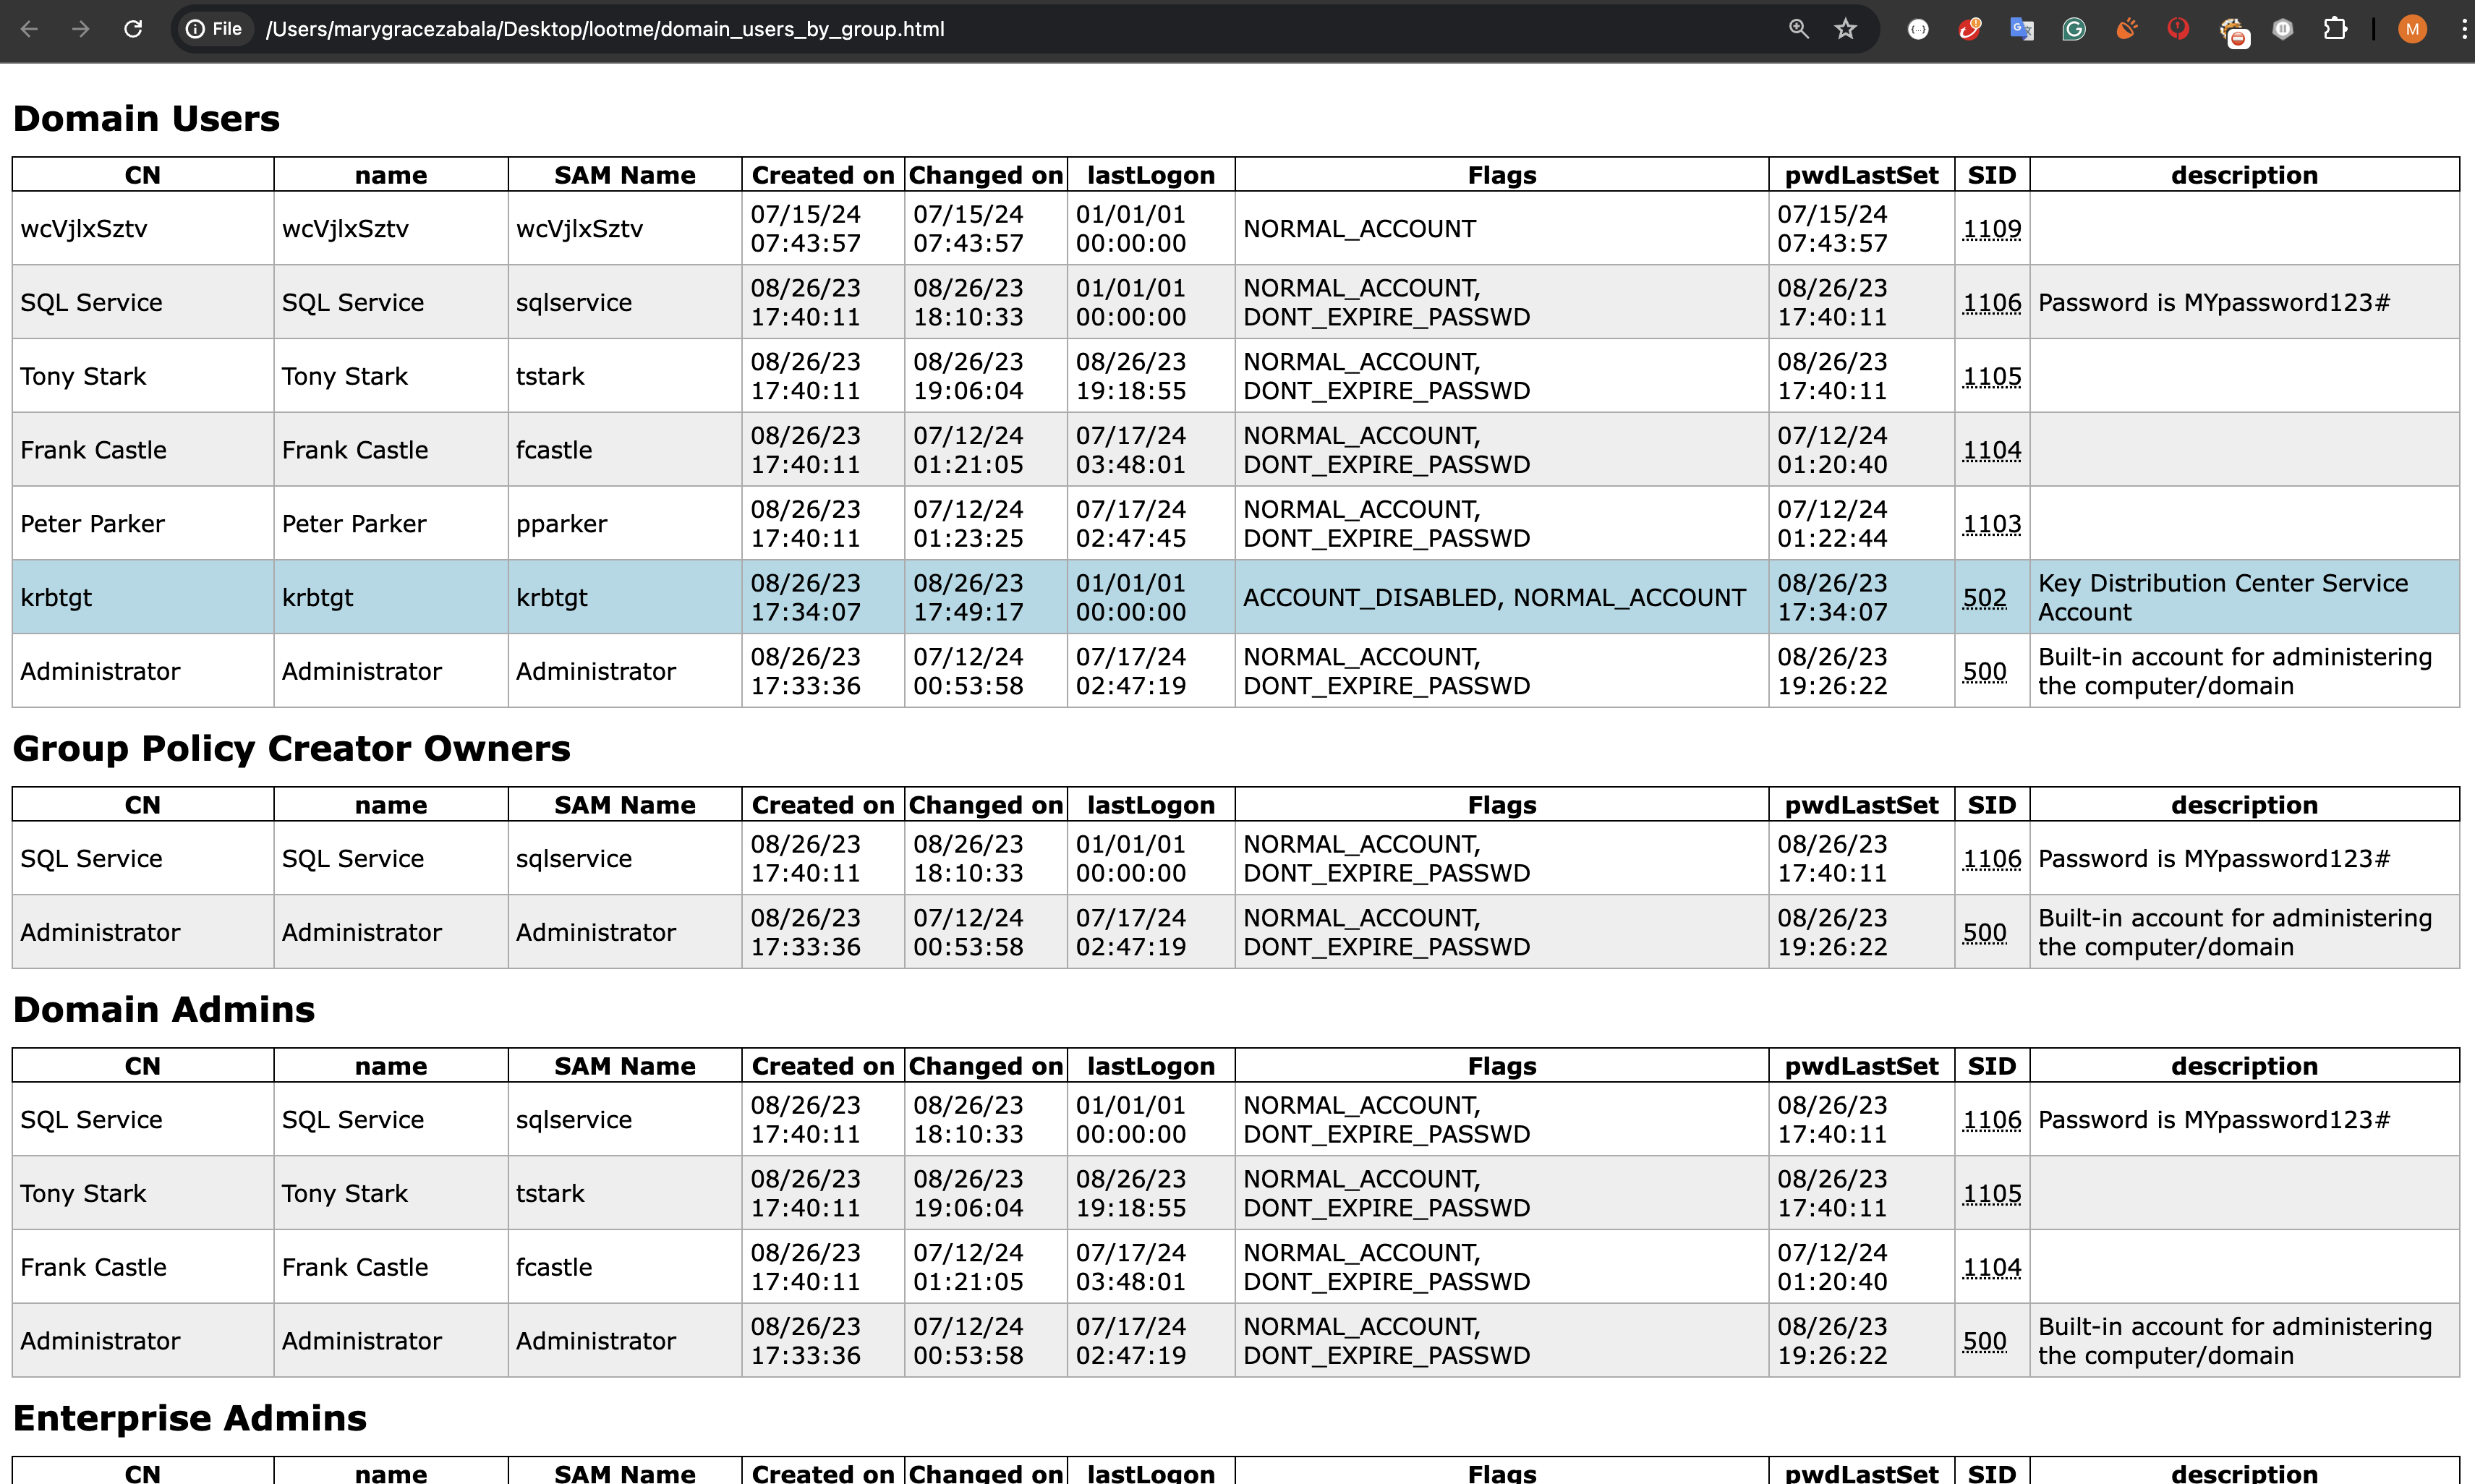 File /Users/marygracezabala/Desktop/lootme/domain_users_by_group.html M
Domain Users
CN name SAM Name Created on Changed on lastLogon Flags pwdLastSet SID description
wcVjlxSztv wcVjlxSztv wcVjlxSztv 07/15/24 07:43:57 07/15/24 07:43:57 01/01/01 00:00:00 NORMAL_ACCOUNT 07/15/24 07:43:57 1109
SQL Service SQL Service sqlservice 08/26/23 17:40:11 08/26/23 18:10:33 01/01/01 00:00:00 NORMAL_ACCOUNT, DONT_EXPIRE_PASSWD 08/26/23 17:40:11 1106 Password is MYpassword123#
Tony Stark Tony Stark tstark 08/26/23 17:40:11 08/26/23 19:06:04 08/26/23 19:18:55 NORMAL_ACCOUNT, DONT_EXPIRE_PASSWD 08/26/23 17:40:11 1105
Frank Castle Frank Castle fcastle 08/26/23 17:40:11 07/12/24 01:21:05 07/17/24 03:48:01 NORMAL_ACCOUNT, DONT_EXPIRE_PASSWD 07/12/24 01:20:40 1104
Peter Parker Peter Parker pparker 08/26/23 17:40:11 07/12/24 01:23:25 07/17/24 02:47:45 NORMAL_ACCOUNT, DONT_EXPIRE_PASSWD 07/12/24 01:22:44 1103
krbtgt krbtgt krbtgt 08/26/23 17:34:07 08/26/23 17:49:17 01/01/01 00:00:00 ACCOUNT_DISABLED, NORMAL_ACCOUNT 08/26/23 17:34:07 502 Key Distribution Center Service Account
Administrator Administrator Administrator 08/26/23 17:33:36 07/12/24 00:53:58 07/17/24 02:47:19 NORMAL_ACCOUNT, DONT_EXPIRE_PASSWD 08/26/23 19:26:22 500 Built-in account for administering the computer/domain
Group Policy Creator Owners
CN name SAM Name Created on Changed on lastLogon Flags pwdLastSet SID description
SQL Service SQL Service sqlservice 08/26/23 17:40:11 08/26/23 18:10:33 01/01/01 00:00:00 NORMAL_ACCOUNT, DONT_EXPIRE_PASSWD 08/26/23 17:40:11 1106 Password is MYpassword123#
Administrator Administrator Administrator 08/26/23 17:33:36 07/12/24 00:53:58 07/17/24 02:47:19 NORMAL_ACCOUNT, DONT_EXPIRE_PASSWD 08/26/23 19:26:22 500 Built-in account for administering the computer/domain
Domain Admins
CN name SAM Name Created on Changed on lastLogon Flags pwdLastSet SID description
SQL Service SQL Service sqlservice 08/26/23 17:40:11 08/26/23 18:10:33 01/01/01 00:00:00 NORMAL_ACCOUNT, DONT_EXPIRE_PASSWD 08/26/23 17:40:11 1106 Password is MYpassword123#
Tony Stark Tony Stark tstark 08/26/23 17:40:11 08/26/23 19:06:04 08/26/23 19:18:55 NORMAL_ACCOUNT, DONT_EXPIRE_PASSWD 08/26/23 17:40:11 1105
Frank Castle Frank Castle fcastle 08/26/23 17:40:11 07/12/24 01:21:05 07/17/24 03:48:01 NORMAL_ACCOUNT, DONT_EXPIRE_PASSWD 07/12/24 01:20:40 1104
Administrator Administrator Administrator 08/26/23 17:33:36 07/12/24 00:53:58 07/17/24 02:47:19 NORMAL_ACCOUNT, DONT_EXPIRE_PASSWD 08/26/23 19:26:22 500 Built-in account for administering the computer/domain
Enterprise Admins
CN name SAM Name Created on Changed on lastLogon Flags pwdLastSet SID description